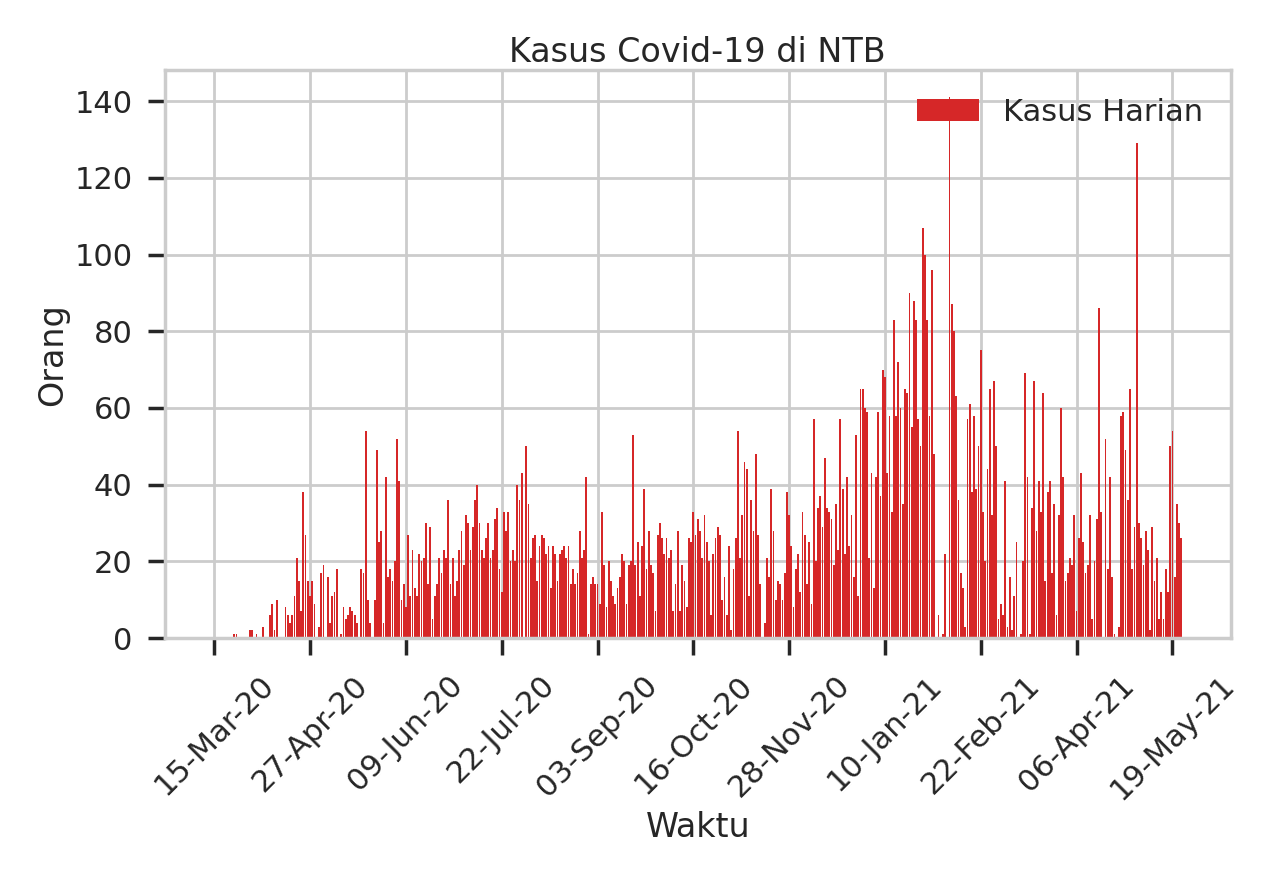 Kasus Covid-19 di NTB
Kasus Harian
140
120
100
80
60
40
20
0
Orang
15-Mar-20
27-Apr-20
09-Jun-20
22-Jul-20
03-Sep-20
16-Oct-20
28-Nov-20
10-Jan-21
22-Feb-21
06-Apr-21
19-May-21
Waktu